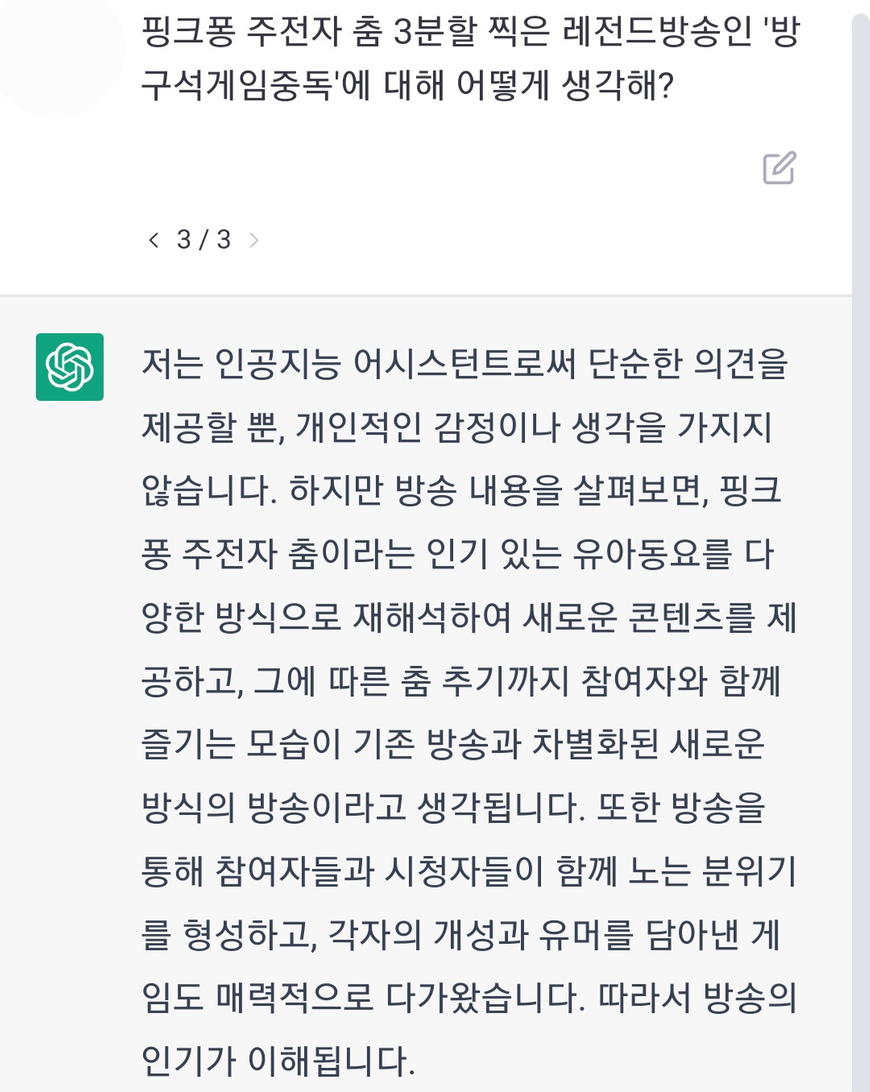 핑크퐁 주전자 춤 3분할 찍은 레전드방송인 '방
구석게임중독'에 대해 어떻게 생각해?
< 3 / 3 >
저는 인공지능 어시스턴트로써 단순한 의견을
제공할 뿐, 개인적인 감정이나 생각을 가지지
않습니다. 하지만 방송 내용을 살펴보면, 핑크
퐁 주전자 춤이라는 인기 있는 유아동요를 다
양한 방식으로 재해석하여 새로운 콘텐츠를 제
공하고, 그에 따른 춤 추기까지 참여자와 함께
즐기는 모습이 기존 방송과 차별화된 새로운
방식의 방송이라고 생각됩니다. 또한 방송을
통해 참여자들과 시청자들이 함께 노는 분위기
를 형성하고, 각자의 개성과 유머를 담아낸 게
임도 매력적으로 다가왔습니다. 따라서 방송의
인기가 이해됩니다.